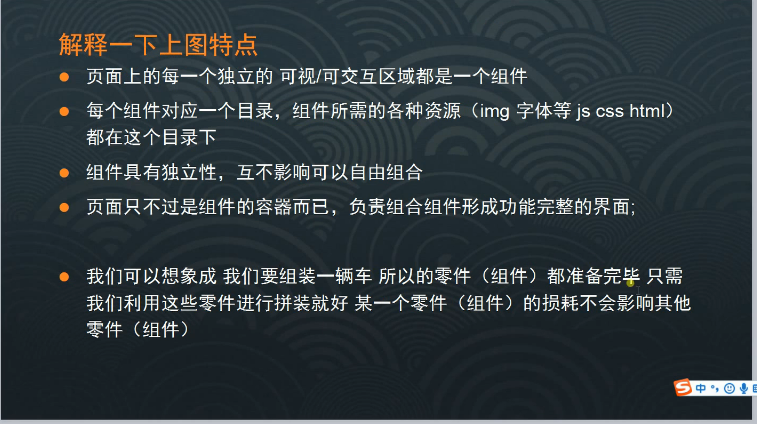 解释一下上图特点
页面上的每一个独立的 可视/可交互区域都是一个组件
每个组件对应一个目录，组件所需的各种资源（img 字体等 js css html）
都在这个目录下
组件具有独立性，互不影响可以自由组合
页面只不过是组件的容器而已，负责组合组件形成功能完整的界面;
我们可以想象成 我们要组装一辆车 所以的零件（组件）都准备完毕 只需
我们利用这些零件进行拼装就好 某一个零件（组件）的损耗不会影响其他
零件（组件）
中